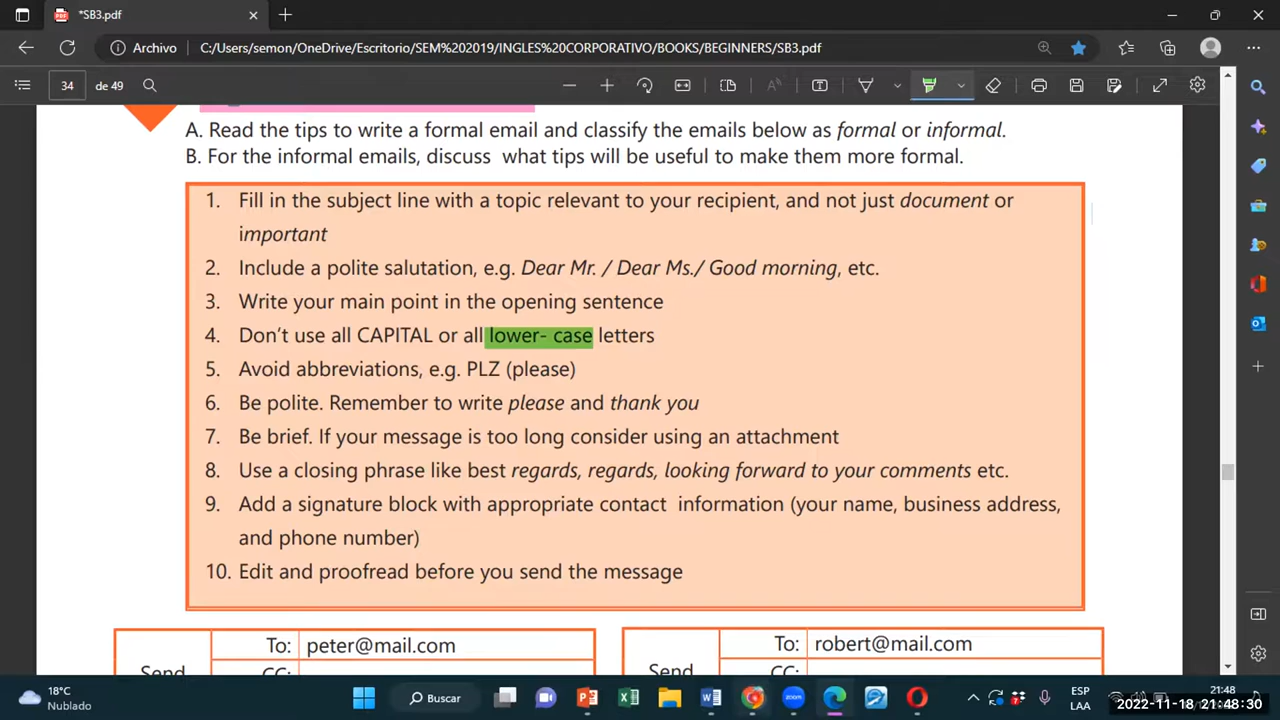 *SB3.pdf
Archivo C:/Users/semon/OneDrive/Escritorio/SEM%202019/INGLES%20CORPORATIVO/BOOKS/BEGINNERS/SB3.pdf
34 de 49
A. Read the tips to write a formal email and classify the emails below as formal or informal.
B. For the informal emails, discuss what tips will be useful to make them more formal.
1. Fill in the subject line with a topic relevant to your recipient, and not just document or
important
2. Include a polite salutation, e.g. Dear Mr. / Dear Ms./ Good morning, etc.
3. Write your main point in the opening sentence
4. Don't use all CAPITAL or all lower- case letters
5. Avoid abbreviations, e.g. PLZ (please)
6. Be polite. Remember to write please and thank you
7. Be brief. If your message is too long consider using an attachment
8. Use a closing phrase like best regards, regards, looking forward to your comments etc.
9. Add a signature block with appropriate contact information (your name, business address,
and phone number)
10. Edit and proofread before you send the message
To: peter@mail.com
To: robert@mail.com
Send CC:
Send CC:
18°C
Nublado
Buscar
zoom
ESP
LAA
21:48
2022-11-18 21:48:30